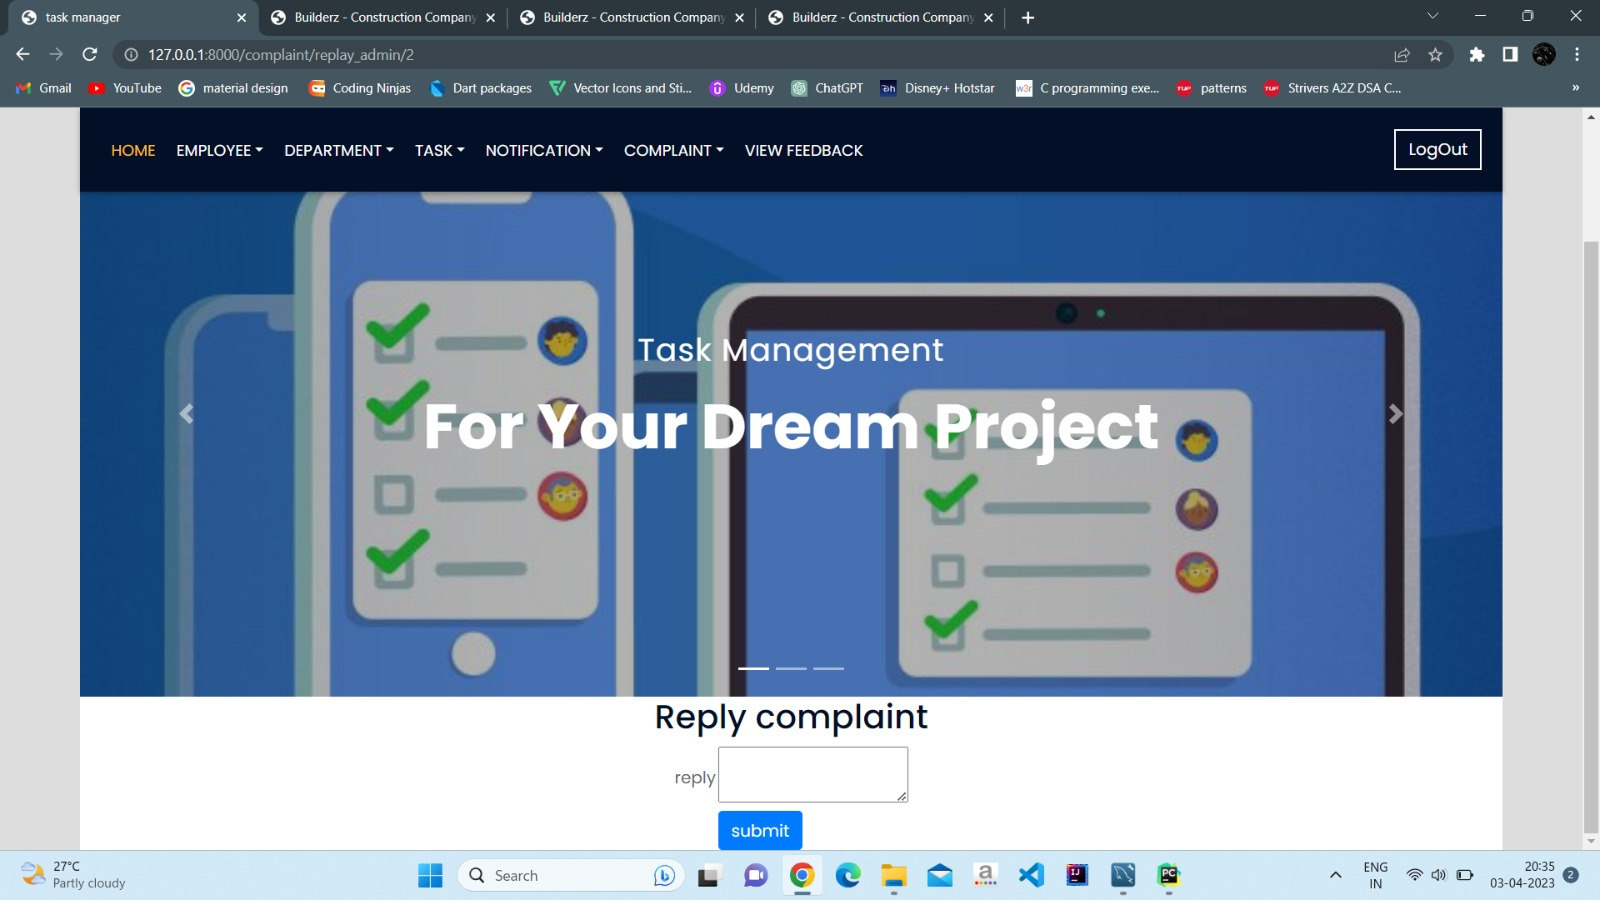 task manager
Builderz - Construction Company
Builderz - Construction Company
Builderz - Construction Company
127.0.0.1:8000/complaint/replay_admin/2
Gmail
YouTube
material design
Coding Ninjas
Dart packages
Vector Icons and Sti...
Udemy
ChatGPT
Disney+ Hotstar
C programming exe...
patterns
Strivers A2Z DSA C...
»
HOME
EMPLOYEE
DEPARTMENT
TASK
NOTIFICATION
COMPLAINT
VIEW FEEDBACK
LogOut
Task Management
For Your Dream Project
Reply complaint
reply
submit
27°C
Partly cloudy
Search
ENG
IN
20:35
03-04-2023
2